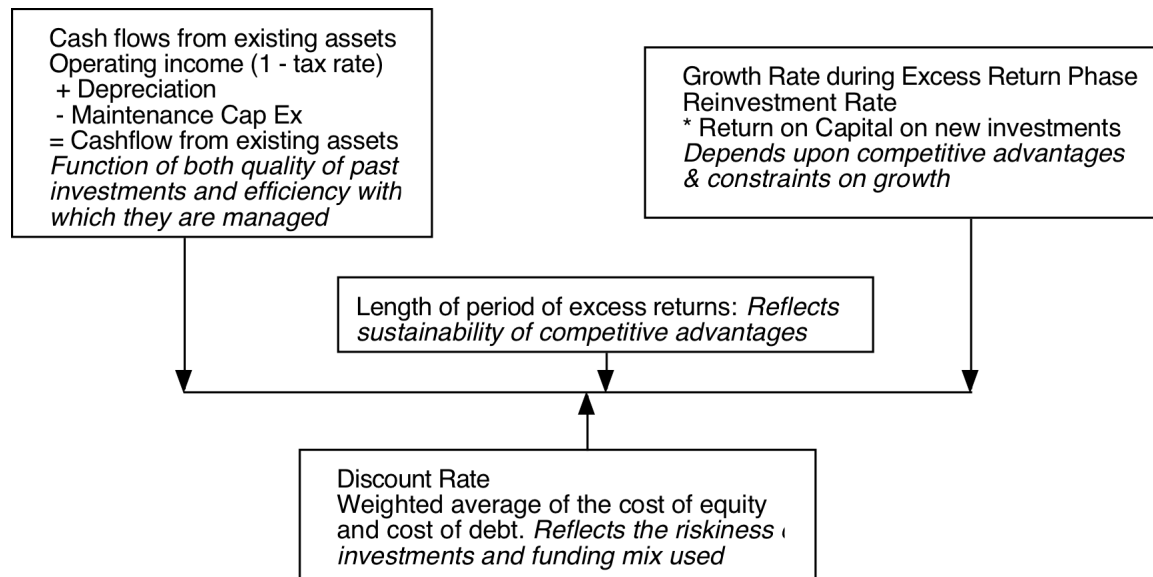 Cash flows from existing assets
Operating income (1 - tax rate)
+ Depreciation
- Maintenance Cap Ex
= Cashflow from existing assets
Function of both quality of past
investments and efficiency with
which they are managed
Growth Rate during Excess Return Phase
Reinvestment Rate
* Return on Capital on new investments
Depends upon competitive advantages
& constraints on growth
Length of period of excess returns: Reflects
sustainability of competitive advantages
Discount Rate
Weighted average of the cost of equity
and cost of debt. Reflects the riskiness
investments and funding mix used